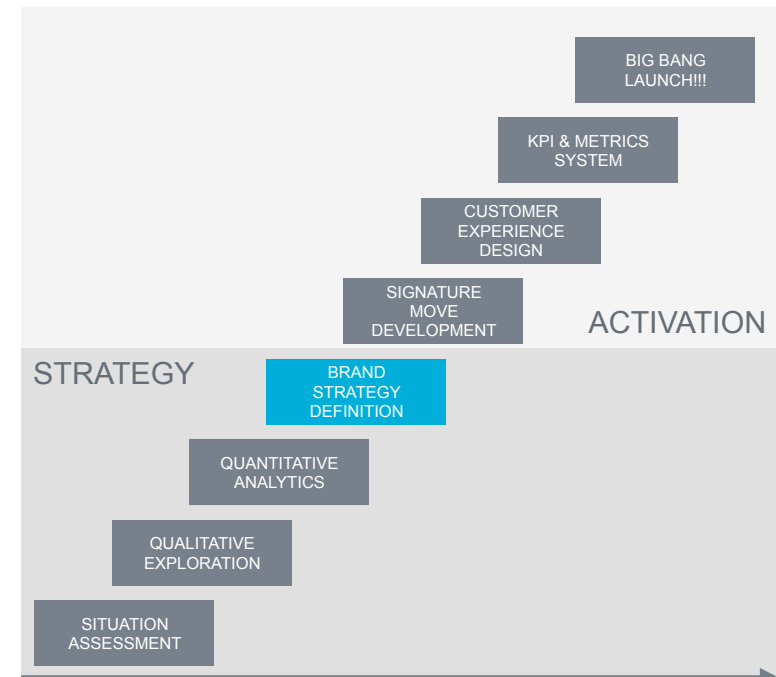 BIG BANG
LAUNCH!!!
KPI & METRICS
SYSTEM
CUSTOMER
EXPERIENCE
DESIGN
SIGNATURE
MOVE
DEVELOPMENT
ACTIVATION
STRATEGY
BRAND
STRATEGY
DEFINITION
QUANTITATIVE
ANALYTICS
QUALITATIVE
EXPLORATION
SITUATION
ASSESSMENT